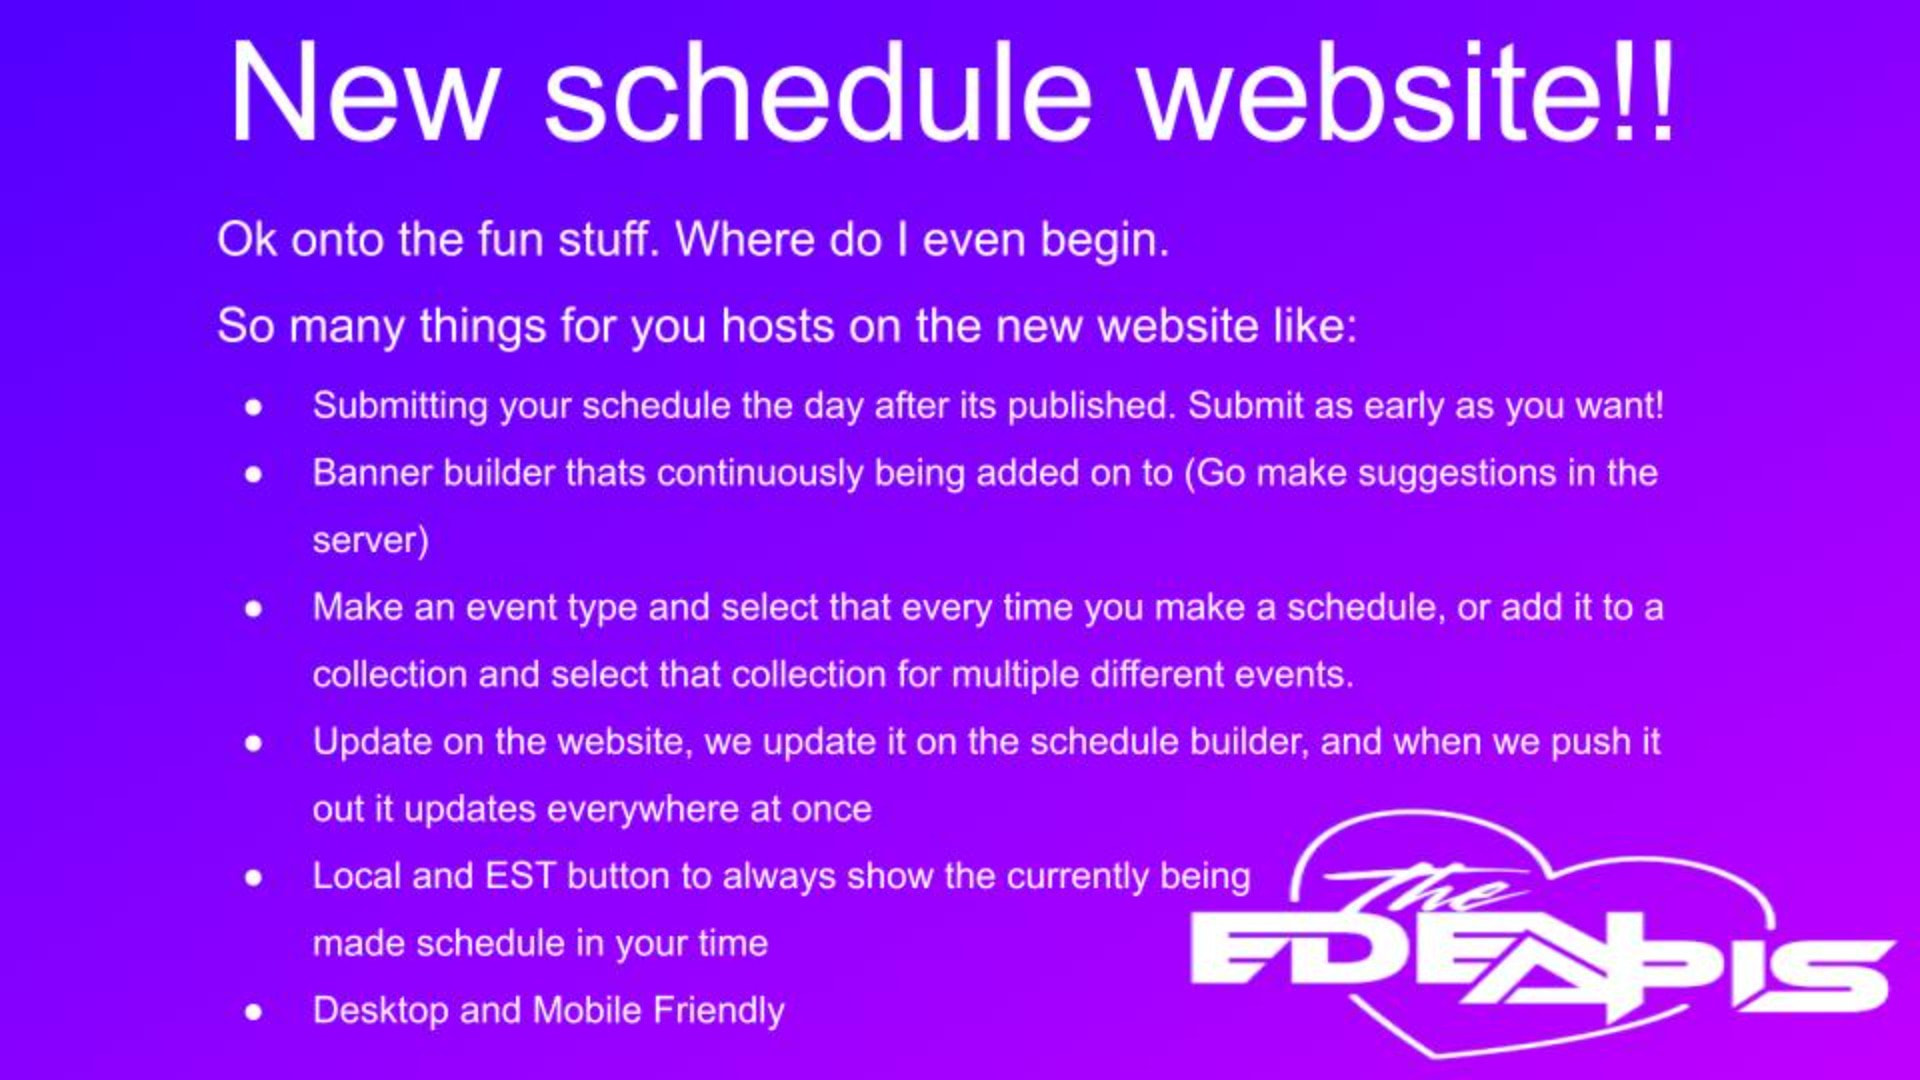 New schedule website!!
Ok onto the fun stuff. Where do I even begin.
So many things for you hosts on the new website like:
● Submitting your schedule the day after its published. Submit as early as you want!
● Banner builder thats continuously being added on to (Go make suggestions in the
server)
● Make an event type and select that every time you make a schedule, or add it to a
collection and select that collection for multiple different events.
● Update on the website, we update it on the schedule builder, and when we push it
out it updates everywhere at once
● Local and EST button to always show the currently being
made schedule in your time
● Desktop and Mobile Friendly
The